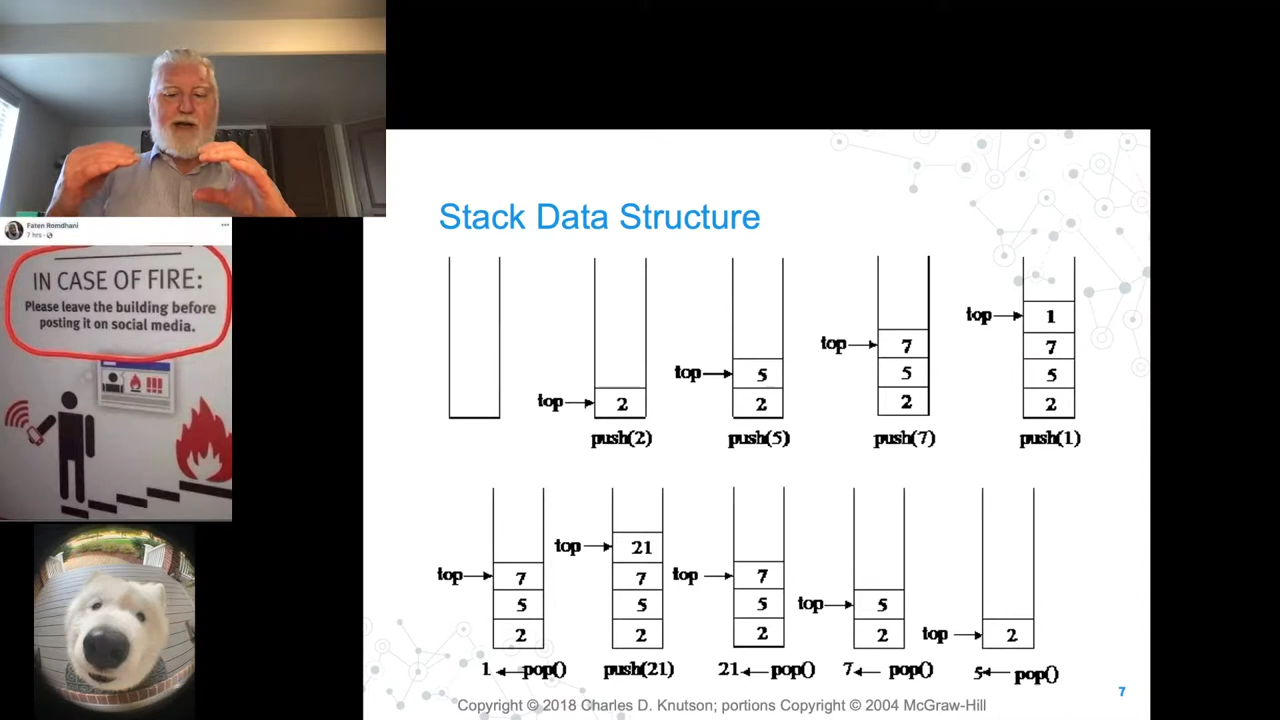 Faten Romdhani
7 hrs
IN CASE OF FIRE:
Please leave the building before
posting it on social media.
Stack Data Structure
top
2
push(2)
top
5
2
push(5)
top
7
5
2
push(7)
top
1
7
5
2
push(1)
top
7
5
2
1 ← pop()
top
21
7
5
2
push(21)
top
7
5
2
21 ← pop()
top
5
2
7 ← pop()
top
2
5 ← pop()
Copyright © 2018 Charles D. Knutson; portions Copyright © 2004 McGraw-Hill
7